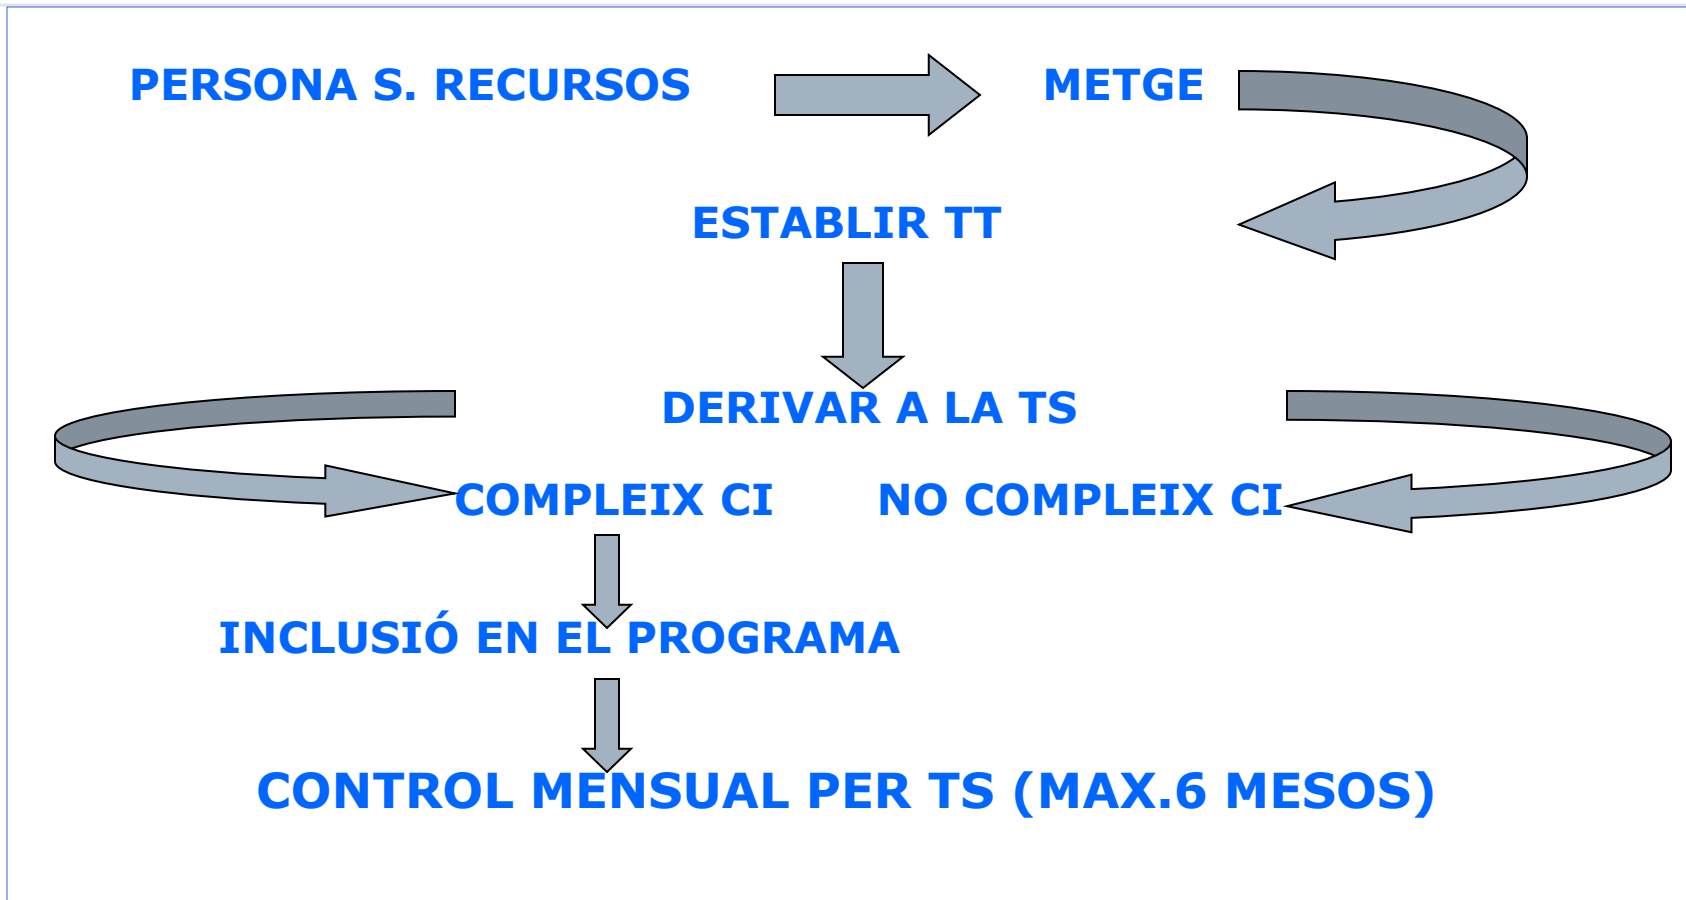 PERSONA S. RECURSOS METGE
ESTABLIR TT
DERIVAR A LA TS
COMPLEIX CI NO COMPLEIX CI
INCLUSIÓ EN EL PROGRAMA
CONTROL MENSUAL PER TS (MAX.6 MESOS)